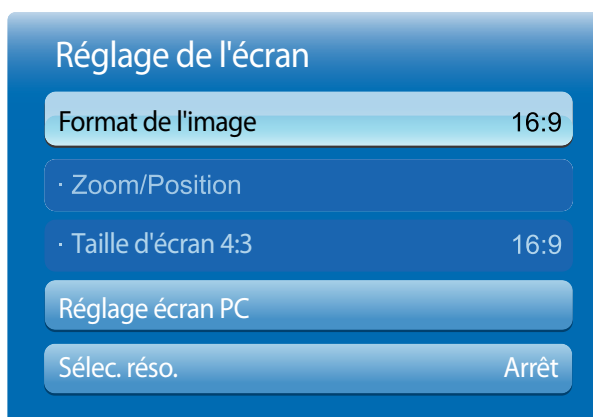 Réglage de l'écran
Format de l'image 16:9
· Zoom/Position
· Taille d'écran 4:3 16:9
Réglage écran PC
Sélec. réso. Arrêt